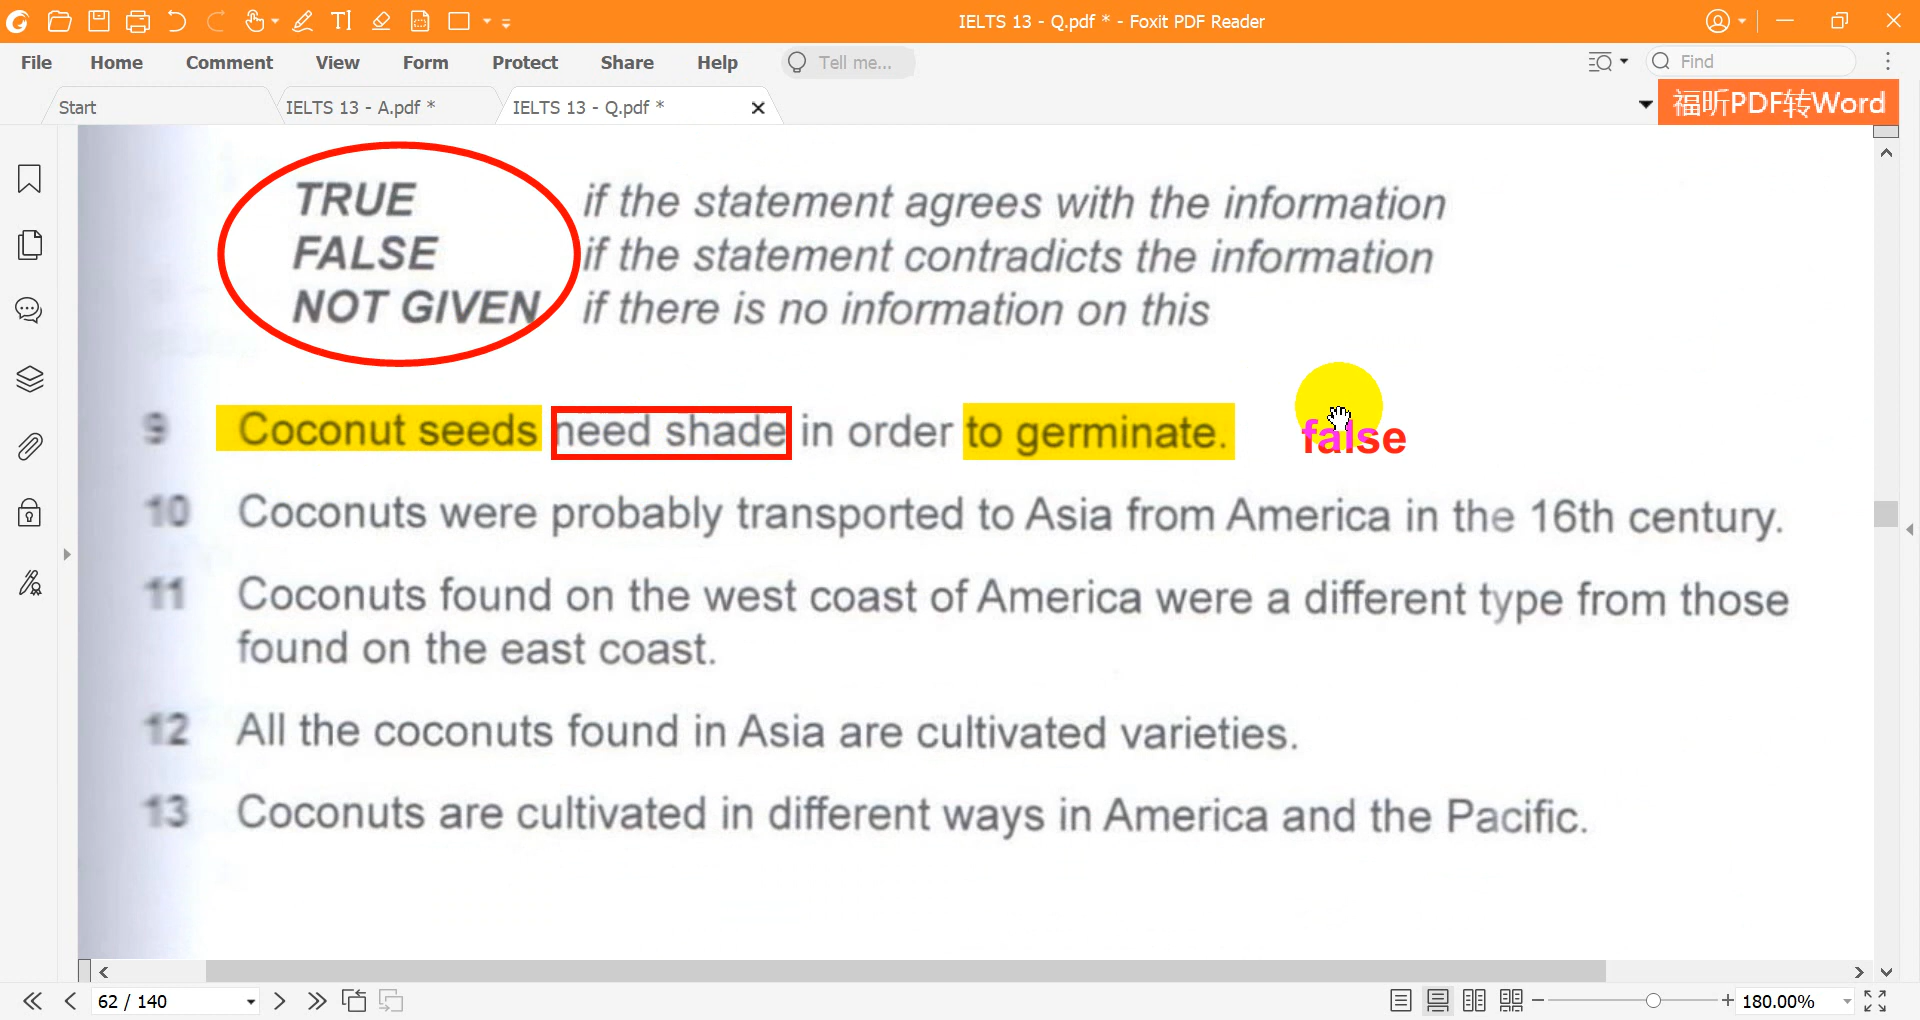 IELTS 13 - Q.pdf * - Foxit PDF Reader
File Home Comment View Form Protect Share Help Tell me... Find
Start IELTS 13 - A.pdf * IELTS 13 - Q.pdf * 福昕PDF转Word
TRUE if the statement agrees with the information
FALSE if the statement contradicts the information
NOT GIVEN if there is no information on this
9 Coconut seeds need shade in order to germinate. false
10 Coconuts were probably transported to Asia from America in the 16th century.
11 Coconuts found on the west coast of America were a different type from those
found on the east coast.
12 All the coconuts found in Asia are cultivated varieties.
13 Coconuts are cultivated in different ways in America and the Pacific.
62 / 140 180.00%